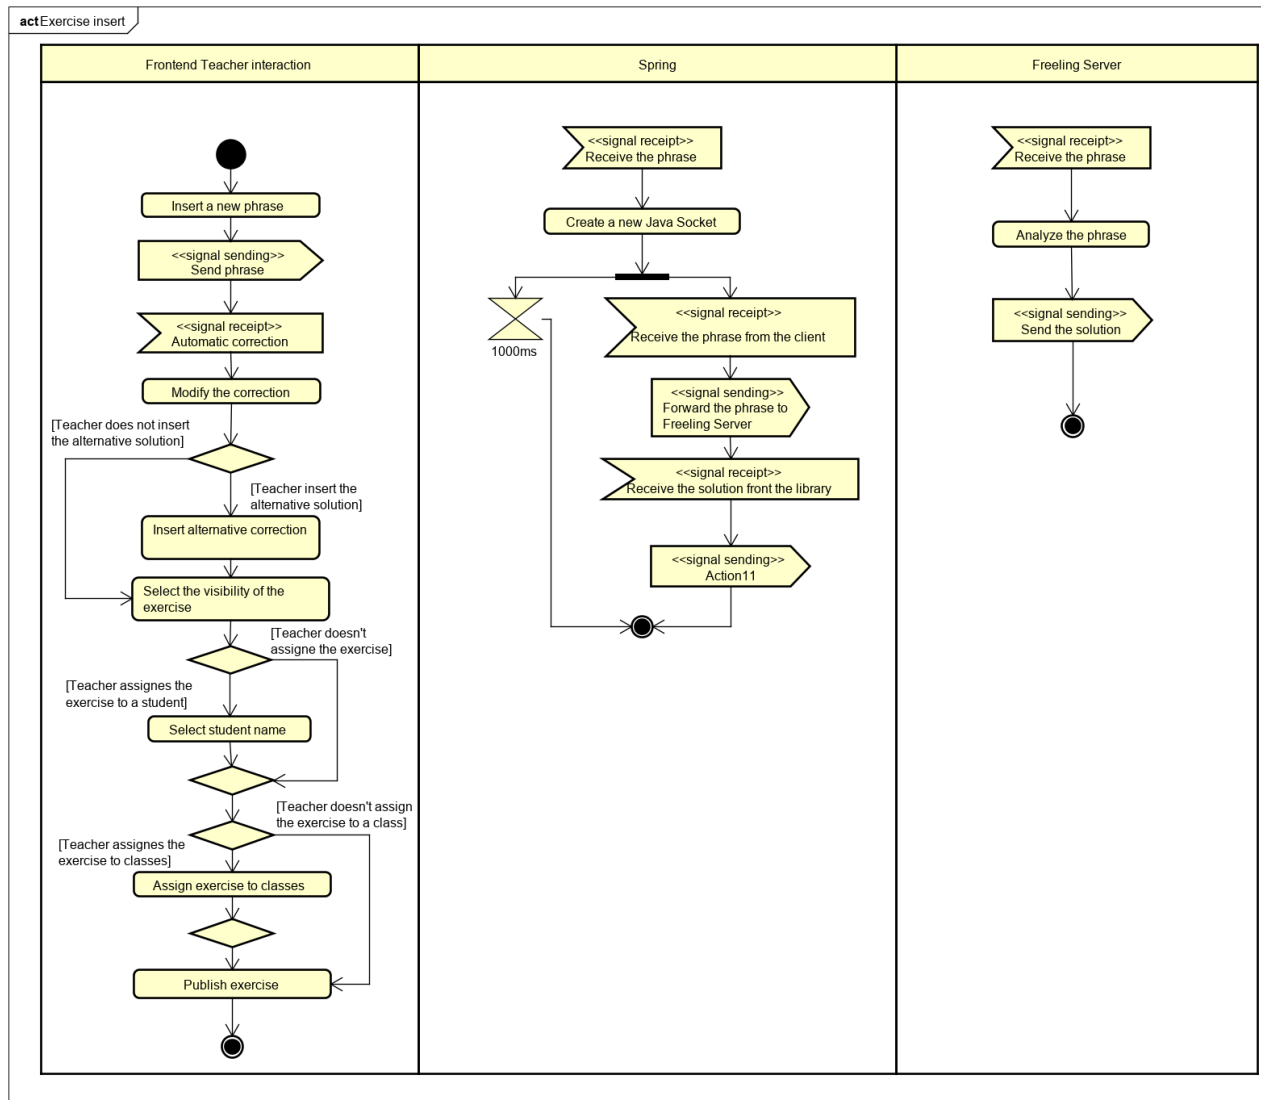 act Exercise insert
Frontend Teacher interaction
Spring
Freeling Server
Insert a new phrase
<<signal sending>>
Send phrase
<<signal receipt>>
Automatic correction
Modify the correction
[Teacher does not insert
the alternative solution]
[Teacher insert the
alternative solution]
Insert alternative correction
Select the visibility of the
exercise
[Teacher doesn't
assigne the exercise]
[Teacher assignes the
exercise to a student]
Select student name
[Teacher doesn't assign
the exercise to a class]
[Teacher assignes the
exercise to classes]
Assign exercise to classes
Publish exercise
<<signal receipt>>
Receive the phrase
Create a new Java Socket
1000ms
<<signal receipt>>
Receive the phrase from the client
<<signal sending>>
Forward the phrase to
Freeling Server
<<signal receipt>>
Receive the solution front the library
<<signal sending>>
Action11
<<signal receipt>>
Receive the phrase
Analyze the phrase
<<signal sending>>
Send the solution